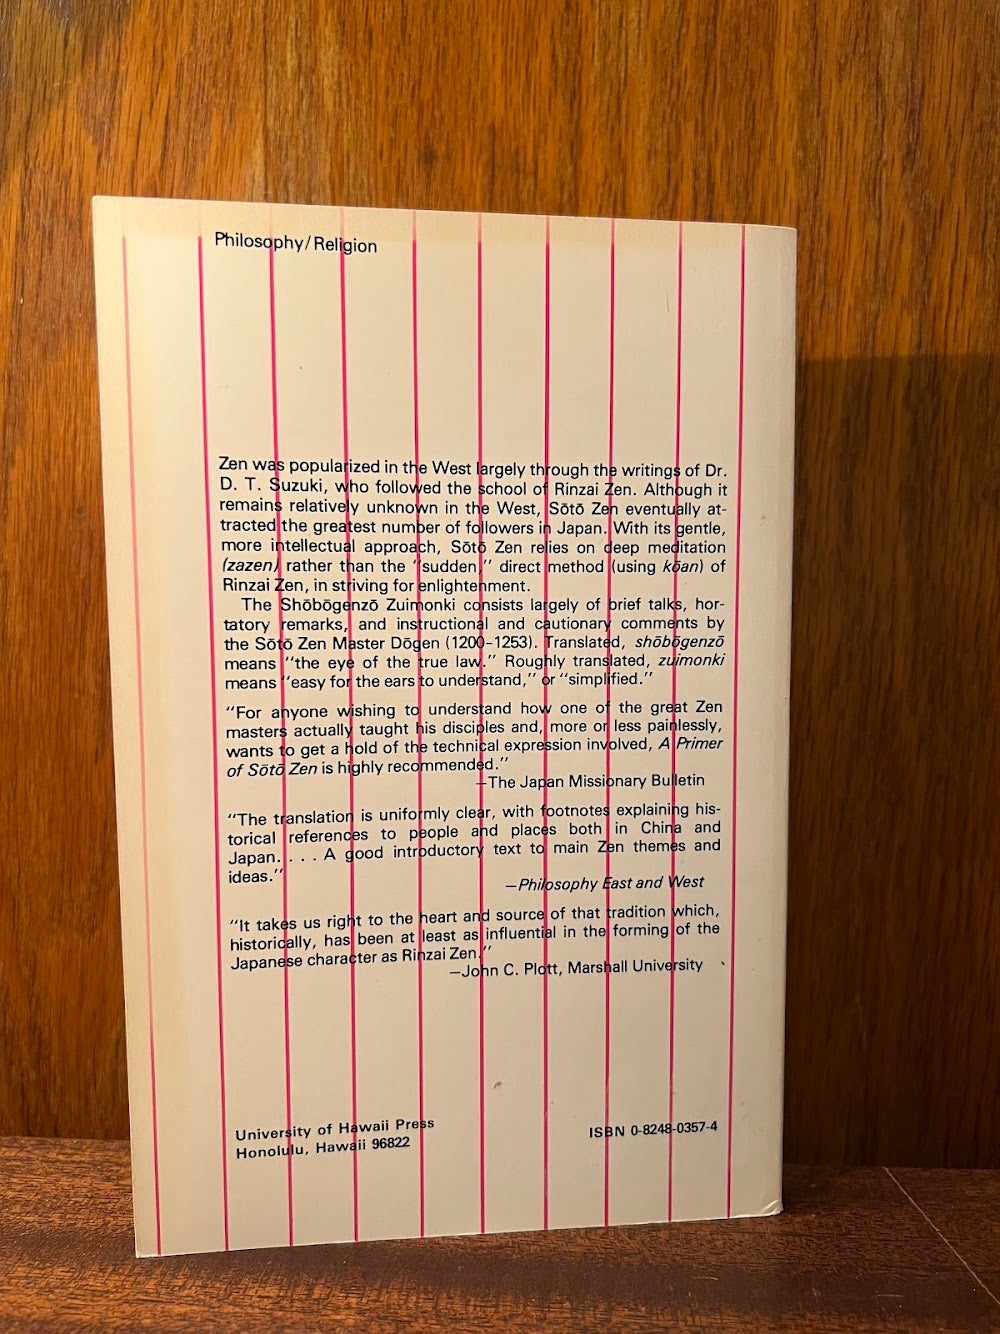 Philosophy/Religion
Zen was popularized in the West largely through the writings of Dr.
D. T. Suzuki, who followed the school of Rinzai Zen. Although it
remains relatively unknown in the West, Sōtō Zen eventually at-
tracted the greatest number of followers in Japan. With its gentle,
more intellectual approach, Sōtō Zen relies on deep meditation
(zazen) rather than the "sudden," direct method (using kōan) of
Rinzai Zen, in striving for enlightenment.
The Shōbōgenzō Zuimonki consists largely of brief talks, hor-
tatory remarks, and instructional and cautionary comments by
the Sōtō Zen Master Dōgen (1200-1253). Translated, shōbōgenzō
means "the eye of the true law." Roughly translated, zuimonki
means "easy for the ears to understand," or "simplified."
"For anyone wishing to understand how one of the great Zen
masters actually taught his disciples and, more or less painlessly,
wants to get a hold of the technical expression involved, A Primer
of Sōtō Zen is highly recommended."
—The Japan Missionary Bulletin
"The translation is uniformly clear, with footnotes explaining his-
torical references to people and places both in China and
Japan. . . . A good introductory text to main Zen themes and
ideas."
—Philosophy East and West
"It takes us right to the heart and source of that tradition which,
historically, has been at least as influential in the forming of the
Japanese character as Rinzai Zen."
—John C. Plott, Marshall University
University of Hawaii Press
Honolulu, Hawaii 96822
ISBN 0-8248-0357-4